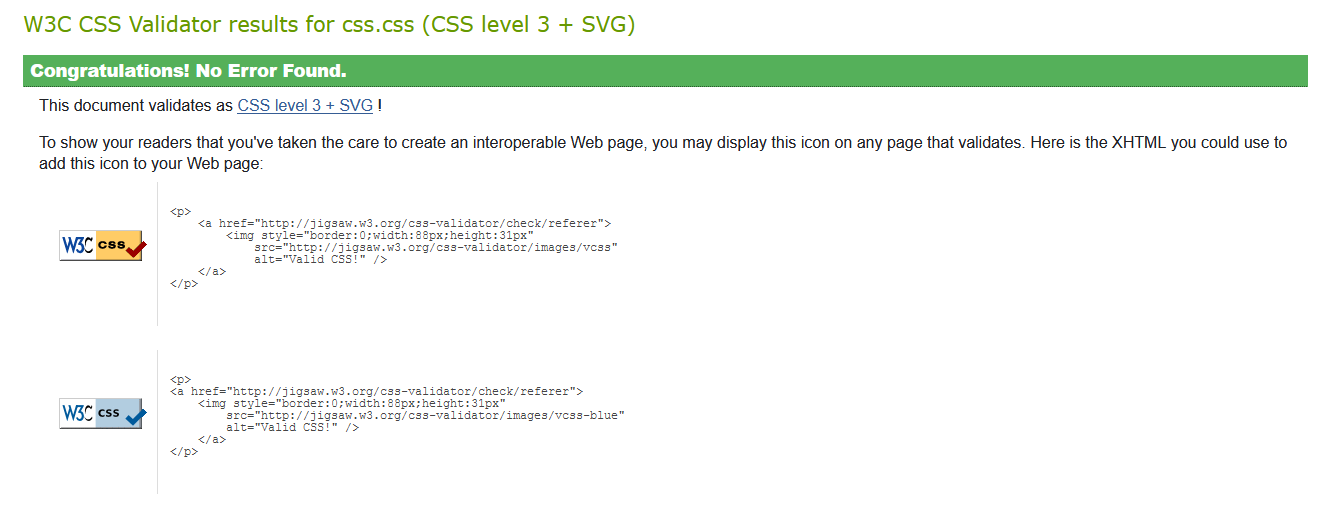 W3C CSS Validator results for css.css (CSS level 3 + SVG)
Congratulations! No Error Found.
This document validates as CSS level 3 + SVG !
To show your readers that you've taken the care to create an interoperable Web page, you may display this icon on any page that validates. Here is the XHTML you could use to
add this icon to your Web page:
W3C css
<p>
    <a href="http://jigsaw.w3.org/css-validator/check/referer">
        <img style="border:0;width:88px;height:31px"
            src="http://jigsaw.w3.org/css-validator/images/vcss"
            alt="Valid CSS!" />
    </a>
</p>
W3C css
<p>
<a href="http://jigsaw.w3.org/css-validator/check/referer">
    <img style="border:0;width:88px;height:31px"
        src="http://jigsaw.w3.org/css-validator/images/vcss-blue"
        alt="Valid CSS!" />
    </a>
</p>